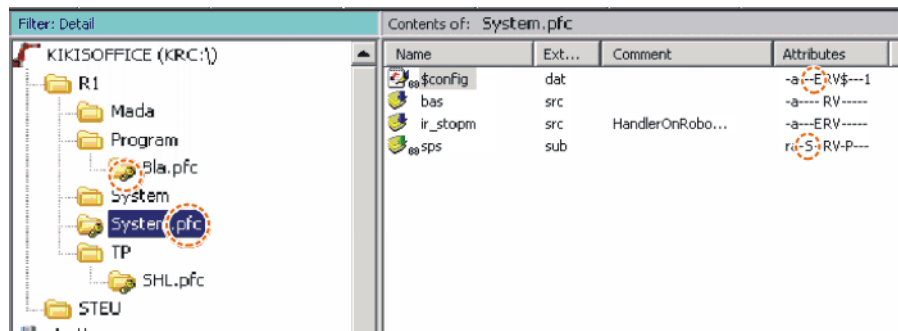 Filter: Detail
Contents of: System.pfc
KIKISOFFICE (KRC:\)
R1
Mada
Program
Bla.pfc
System
System.pfc
TP
SHL.pfc
STEU
Name Ext... Comment Attributes
$config dat -a--ERV$---1
bas src -a---- RV-----
ir_stopm src HandlerOnRobo... -a---ERV-----
sps sub ra-S-RV-P---